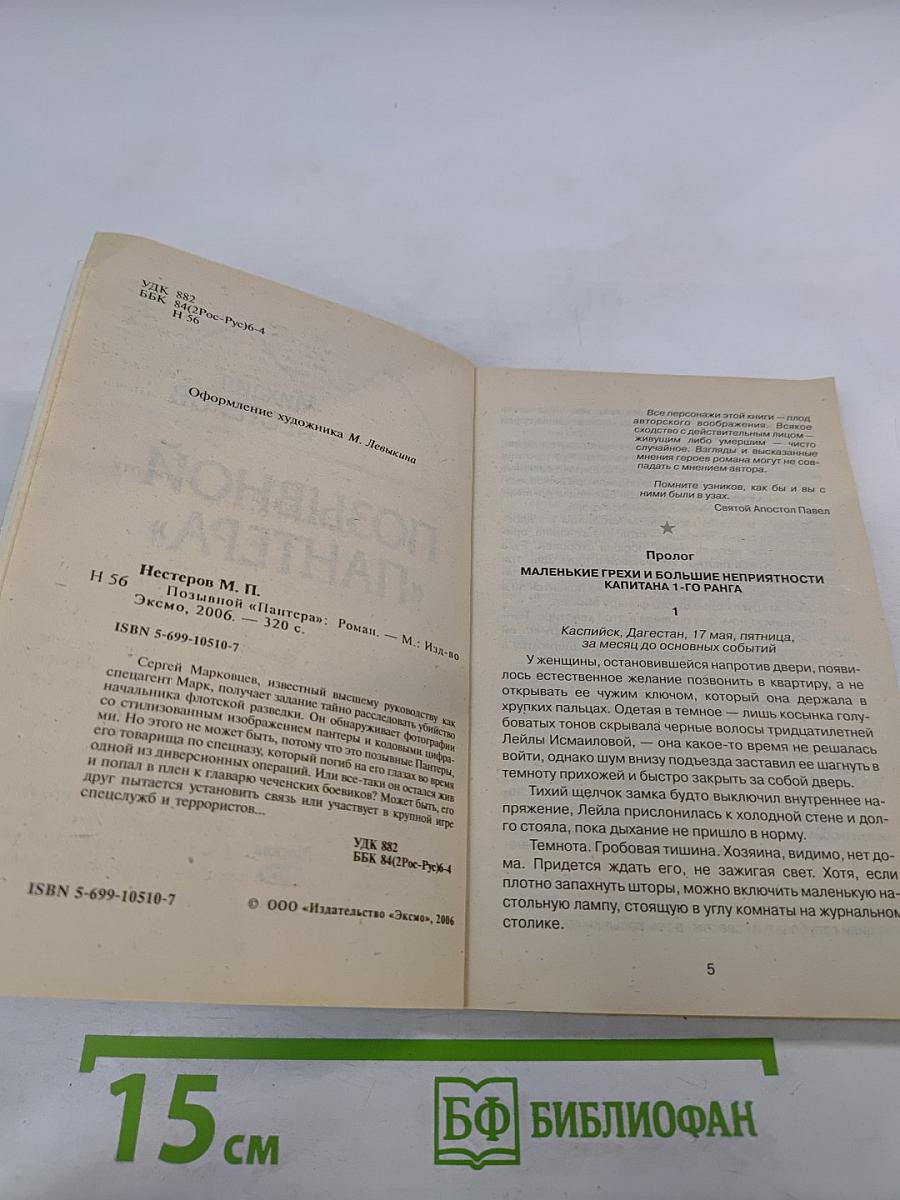 УДК 882
ББК 84(2Рос-Рус)6-4
Н 56
Оформление художника М. Левыкина
Нестеров М. П.
Н 56 Позывной «Пантера»: Роман. — М.: Изд-во
Эксмо, 2006. — 320 с.
ISBN 5-699-10510-7
Сергей Марковцев, известный высшему руководству как
спецагент Марк, получает задание тайно расследовать убийство
начальника флотской разведки. Он обнаруживает фотографии
со стилизованным изображением пантеры и кодовыми цифра-
ми. Но этого не может быть, потому что это позывные Пантеры,
его товарища по спецназу, который погиб на его глазах во время
одной из диверсионных операций. Или все-таки он остался жив
и попал в плен к главарю чеченских боевиков? Может быть, его
друг пытается установить связь или участвует в крупной игре
спецслужб и террористов...
УДК 882
ББК 84(2Рос-Рус)6-4
ISBN 5-699-10510-7
© ООО «Издательство «Эксмо», 2006
Все персонажи этой книги — плод
авторского воображения. Всякое
сходство с действительным лицом —
живущим либо умершим — чисто
случайное. Взгляды и высказанные
мнения героев романа могут не сов-
падать с мнением автора.
Помните узников, как бы и вы с
ними были в узах.
Святой Апостол Павел
Пролог
МАЛЕНЬКИЕ ГРЕХИ И БОЛЬШИЕ НЕПРИЯТНОСТИ
КАПИТАНА 1-ГО РАНГА
1
Каспийск, Дагестан, 17 мая, пятница,
за месяц до основных событий
У женщины, остановившейся напротив двери, появи-
лось естественное желание позвонить в квартиру, а не
открывать ее чужим ключом, который она держала в
хрупких пальцах. Одетая в темное — лишь косынка голу-
боватых тонов скрывала черные волосы тридцатилетней
Лейлы Исмаиловой, — она какое-то время не решалась
войти, однако шум внизу подъезда заставил ее шагнуть в
темноту прихожей и быстро закрыть за собой дверь.
Тихий щелчок замка будто выключил внутреннее на-
пряжение, Лейла прислонилась к холодной стене и дол-
го стояла, пока дыхание не пришло в норму.
Темнота. Гробовая тишина. Хозяина, видимо, нет до-
ма. Придется ждать его, не зажигая свет. Хотя, если
плотно запахнуть шторы, можно включить маленькую на-
стольную лампу, стоящую в углу комнаты на журнальном
столике.
5
15 см
БФ БИБЛИОФАН